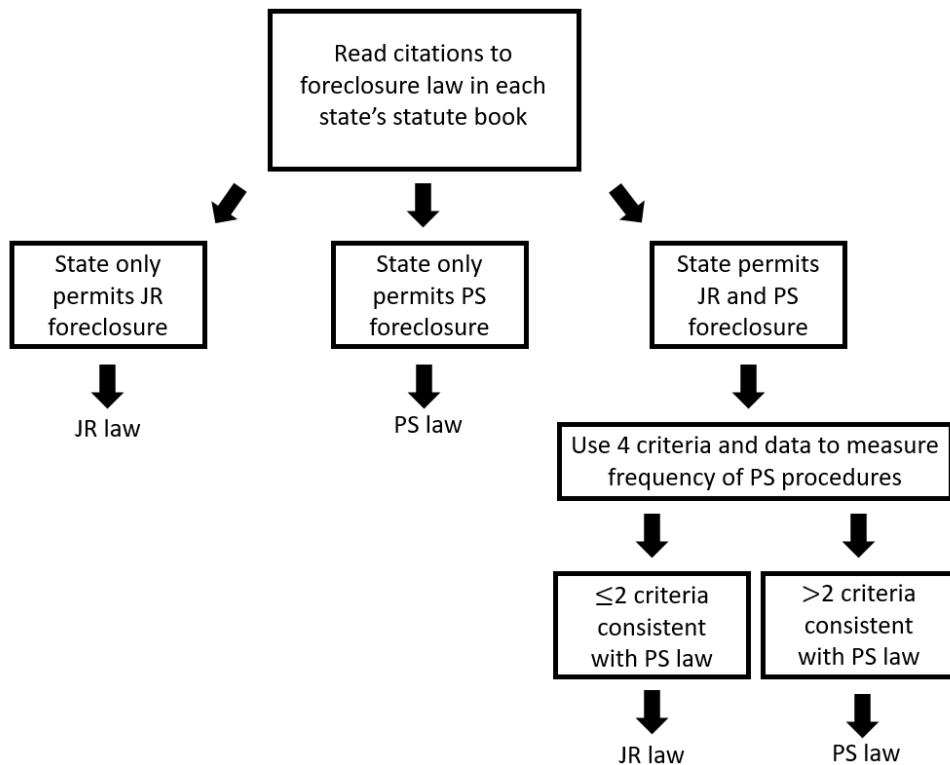 Read citations to
foreclosure law in each
state's statute book
State only
permits JR
foreclosure
State only
permits PS
foreclosure
State permits
JR and PS
foreclosure
JR law
PS law
Use 4 criteria and data to measure
frequency of PS procedures
≤2 criteria
consistent
with PS law
>2 criteria
consistent
with PS law
JR law
PS law